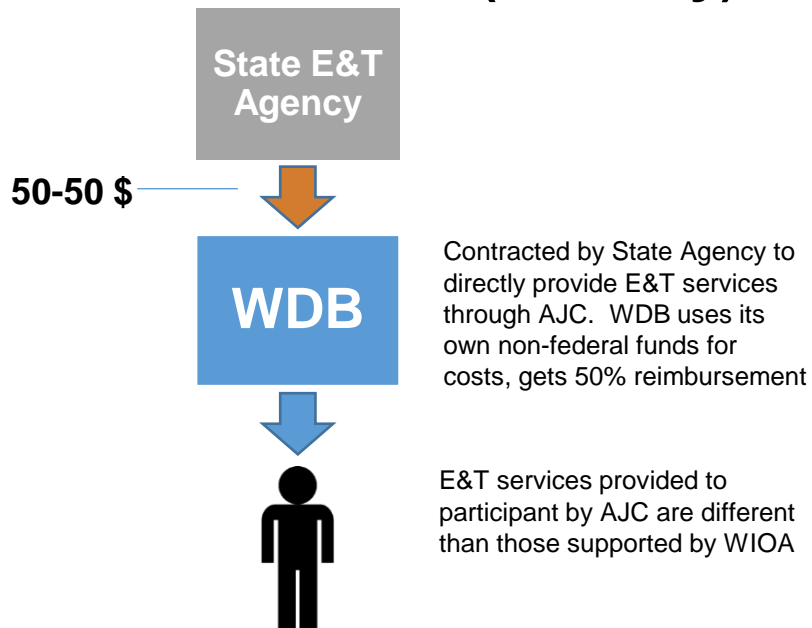 State E&T
Agency
50-50 $
WDB
Contracted by State Agency to
directly provide E&T services
through AJC.  WDB uses its
own non-federal funds for
costs, gets 50% reimbursement
E&T services provided to
participant by AJC are different
than those supported by WIOA